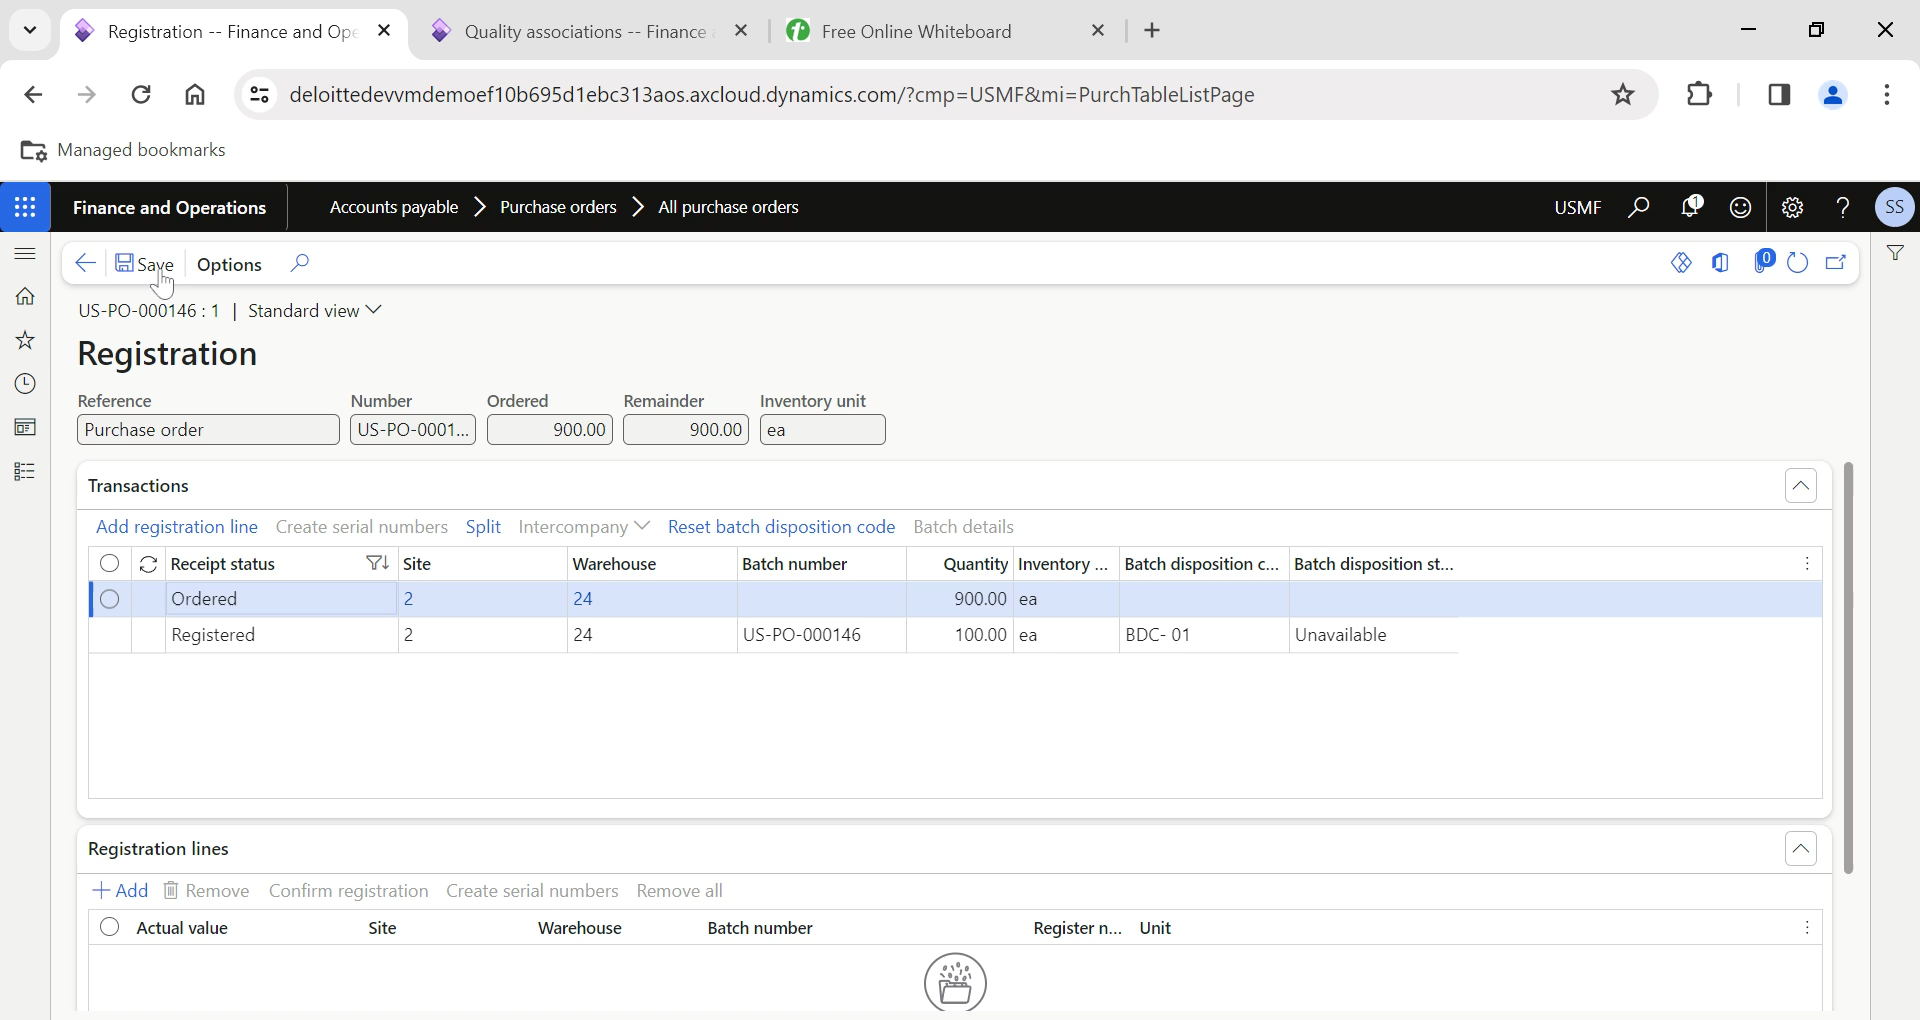 Registration -- Finance and Ope
Quality associations -- Finance a
Free Online Whiteboard
deloittedevvmdemoef10b695d1ebc313aos.axcloud.dynamics.com/?cmp=USMF&mi=PurchTableListPage
Managed bookmarks
Finance and Operations
Accounts payable
Purchase orders
All purchase orders
USMF
1
?
SS
Save
Options
0
US-PO-000146 : 1 | Standard view
Registration
Reference Number Ordered Remainder Inventory unit
Purchase order US-PO-0001... 900.00 900.00 ea
Transactions
Add registration line Create serial numbers Split Intercompany Reset batch disposition code Batch details
Receipt status Site Warehouse Batch number Quantity Inventory ... Batch disposition c... Batch disposition st...
Ordered 2 24 900.00 ea
Registered 2 24 US-PO-000146 100.00 ea BDC- 01 Unavailable
Registration lines
+ Add Remove Confirm registration Create serial numbers Remove all
Actual value Site Warehouse Batch number Register n... Unit